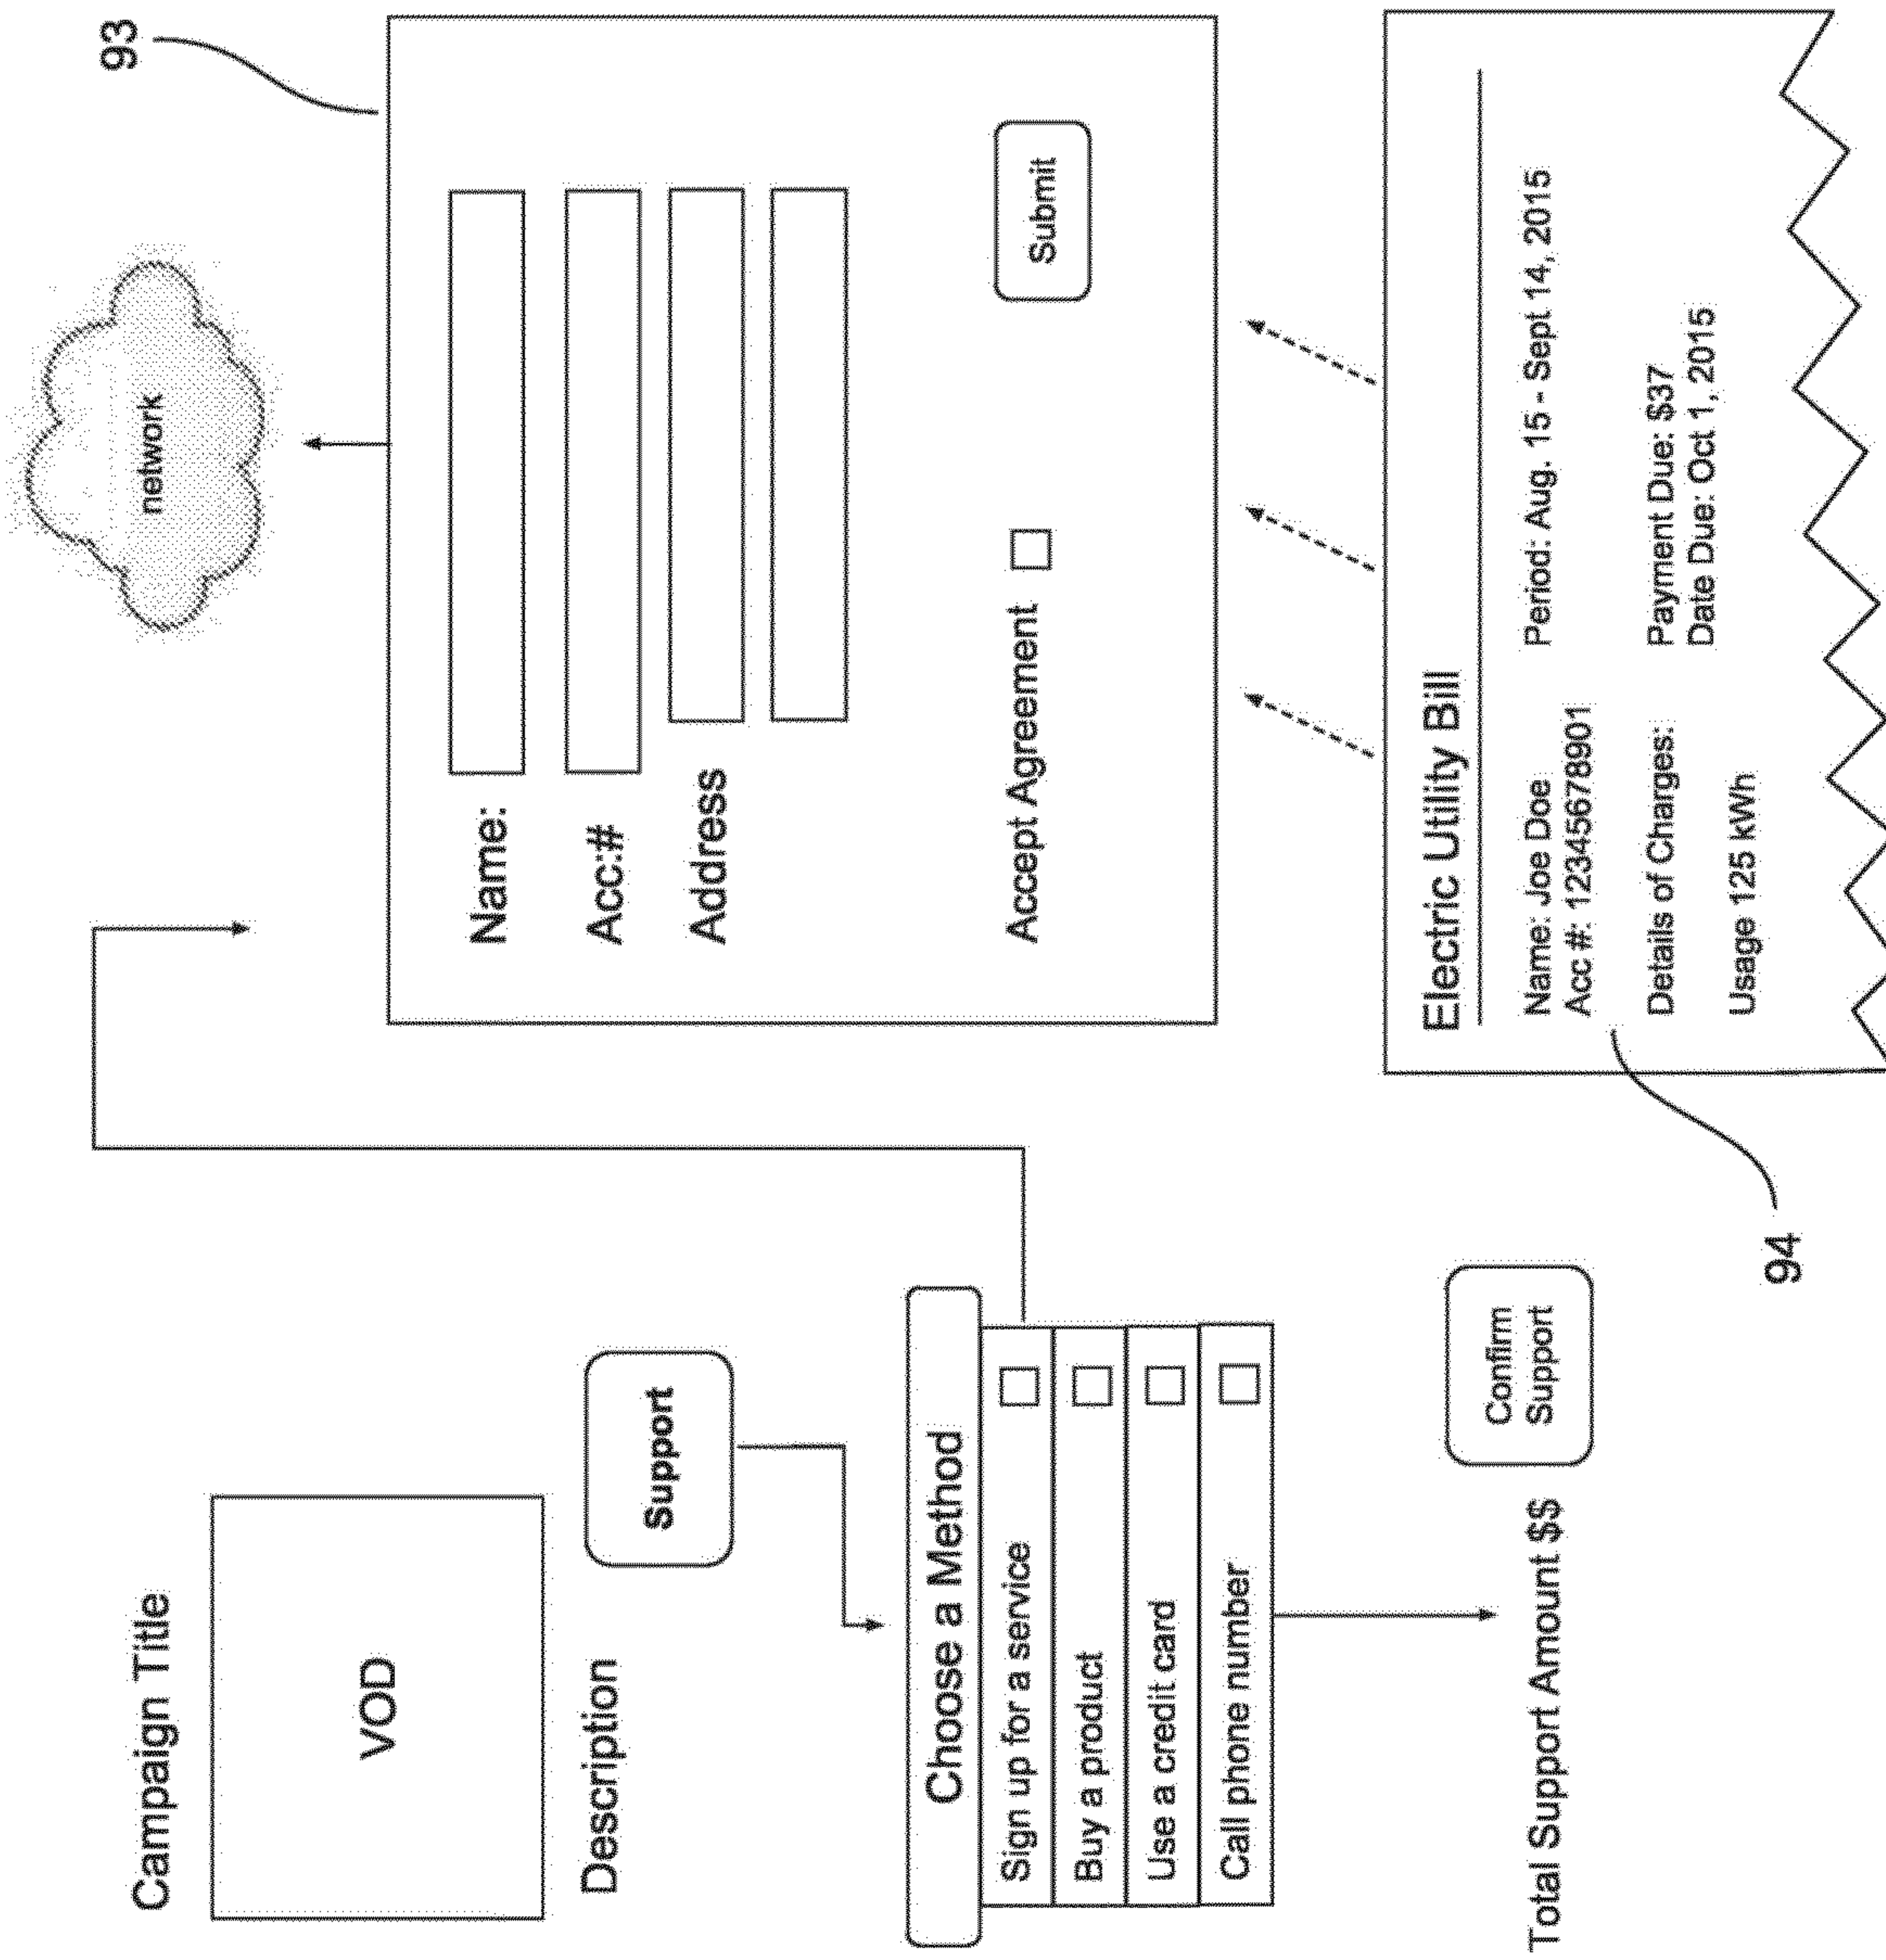 Campaign Title
VOD
Description
Support
Choose a Method
Sign up for a service
Buy a product
Use a credit card
Call phone number
Total Support Amount $$
Confirm
Support
93
network
Name:
Acc:#
Address
Accept Agreement
Submit
Electric Utility Bill
Name: Joe Doe
Period: Aug. 15 - Sept 14, 2015
Acc #: 12345678901
Details of Charges:
Payment Due: $37
Date Due: Oct 1, 2015
Usage 125 kWh
94